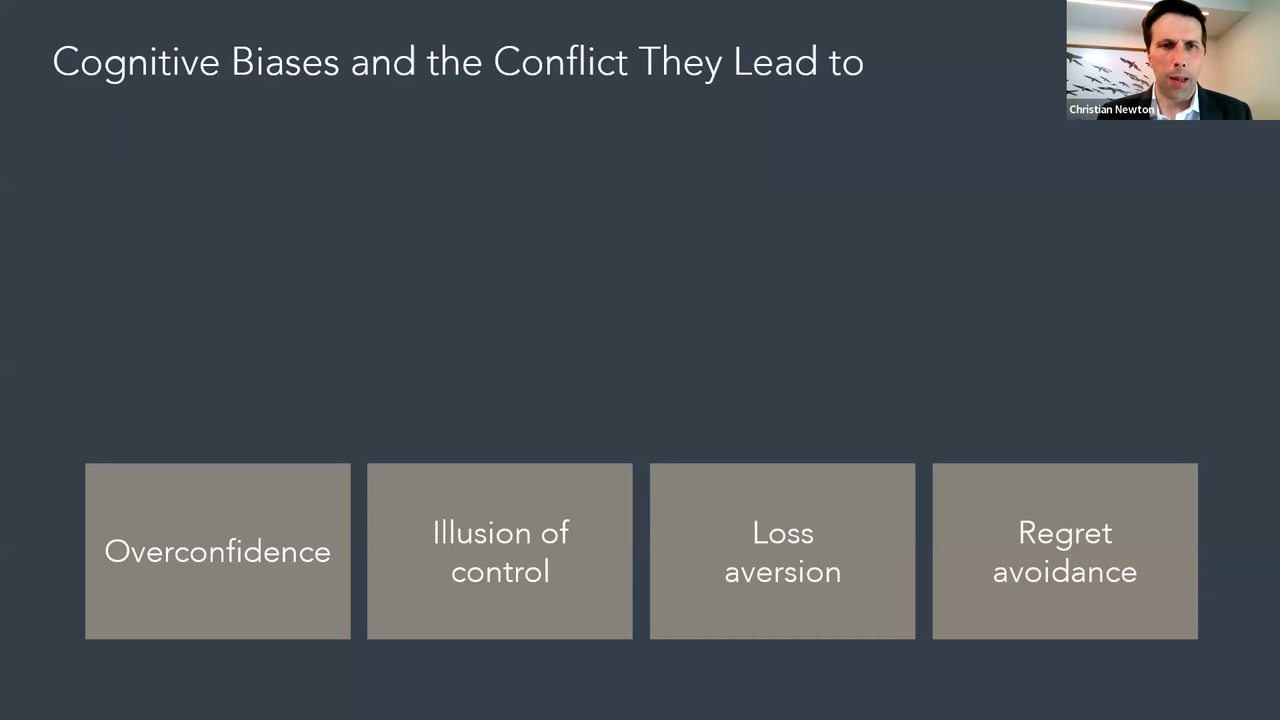 Cognitive Biases and the Conflict They Lead to
Christian Newton
Overconfidence
Illusion of
control
Loss
aversion
Regret
avoidance